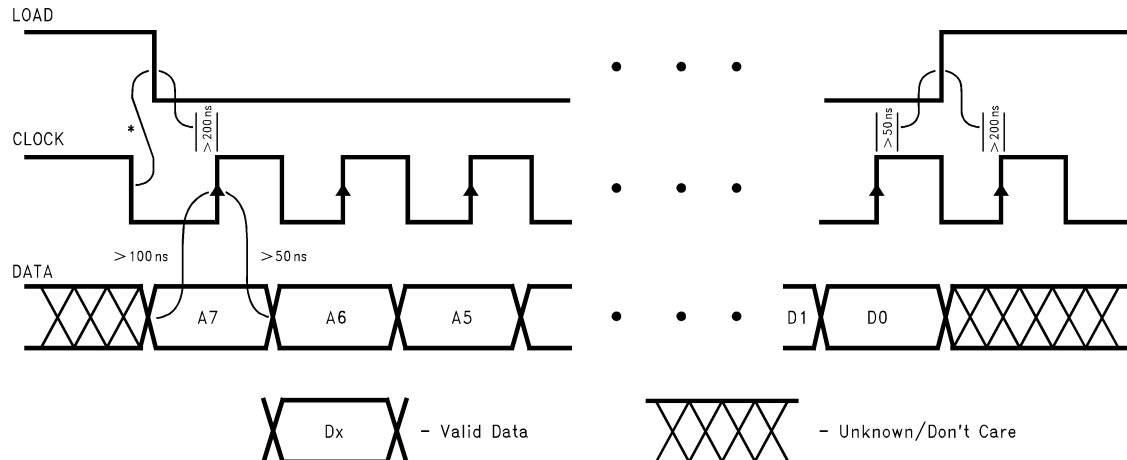 LOAD
>200ns
>50ns
>200ns
*
CLOCK
>100ns
>50ns
DATA
A7
A6
A5
D1
D0
Dx
- Valid Data
- Unknown/Don't Care